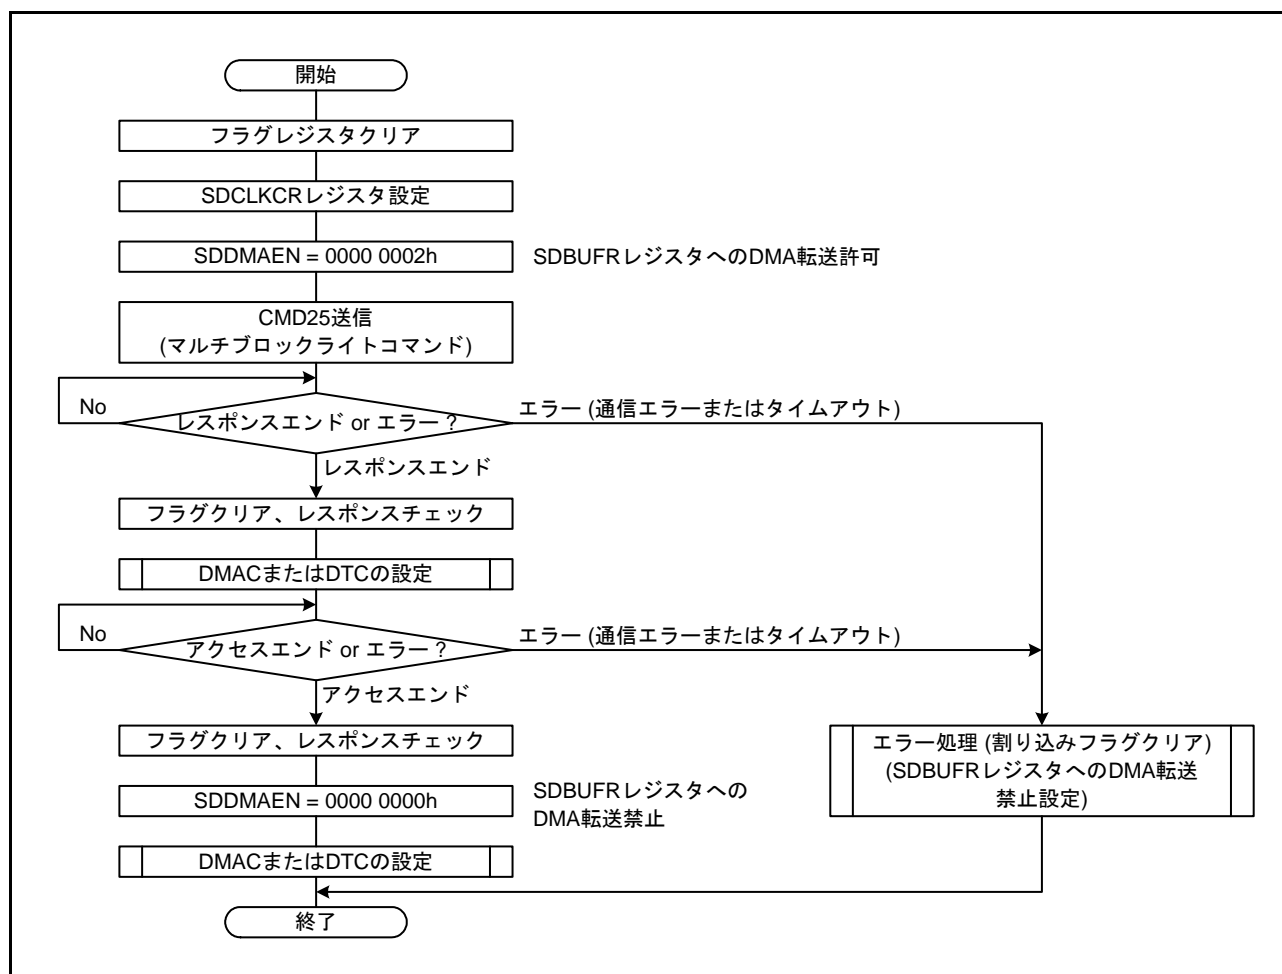 開始
フラグレジスタクリア
SDCLKCRレジスタ設定
SDDMAEN = 0000 0002h
SDBUFRレジスタへのDMA転送許可
CMD25送信
(マルチブロックライトコマンド)
No
レスポンスエンド or エラー ?
エラー (通信エラーまたはタイムアウト)
レスポンスエンド
フラグクリア、レスポンスチェック
DMACまたはDTCの設定
No
アクセスエンド or エラー ?
エラー (通信エラーまたはタイムアウト)
アクセスエンド
フラグクリア、レスポンスチェック
エラー処理 (割り込みフラグクリア)
(SDBUFRレジスタへのDMA転送
禁止設定)
SDDMAEN = 0000 0000h
SDBUFRレジスタへの
DMA転送禁止
DMACまたはDTCの設定
終了